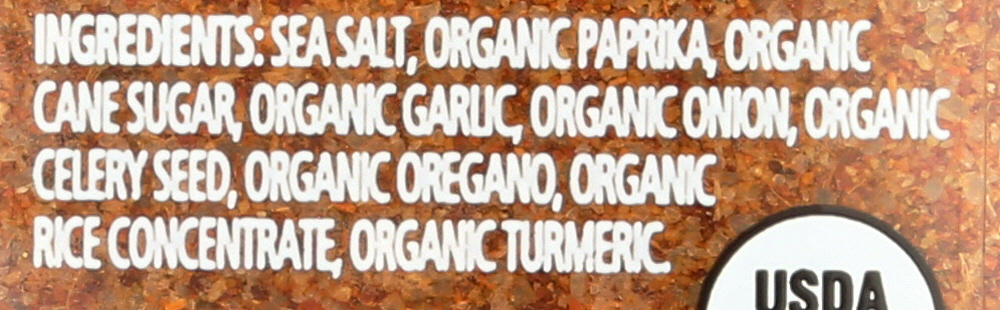 INGREDIENTS: SEA SALT, ORGANIC PAPRIKA, ORGANIC
CANE SUGAR, ORGANIC GARLIC, ORGANIC ONION, ORGANIC
CELERY SEED, ORGANIC OREGANO, ORGANIC
RICE CONCENTRATE, ORGANIC TURMERIC.
USDA